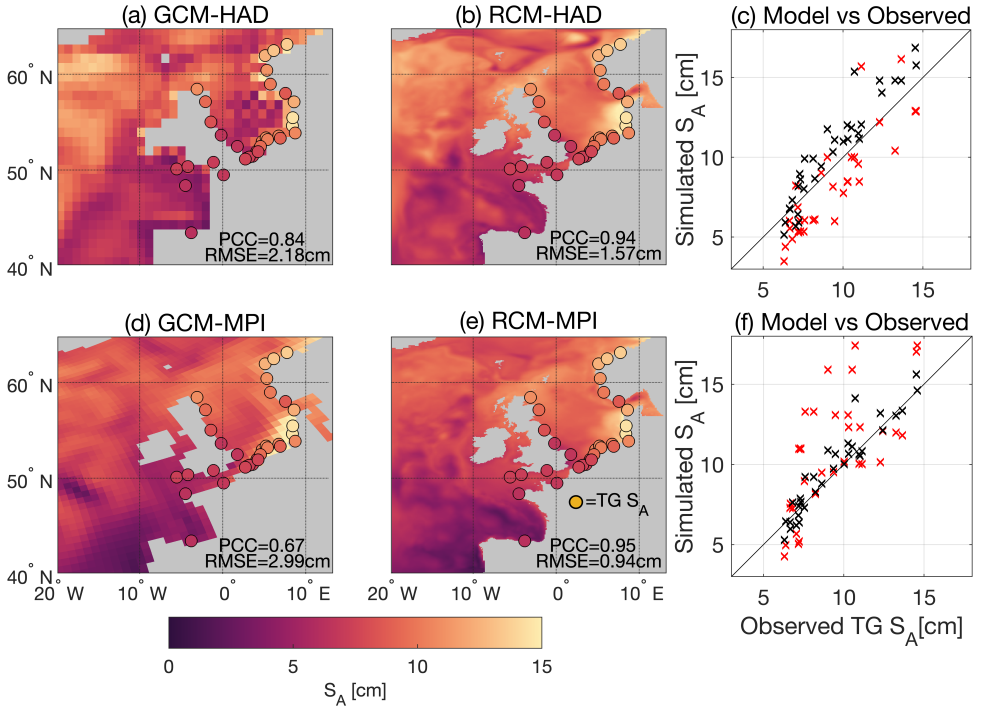 (a) GCM-HAD
(b) RCM-HAD
(c) Model vs Observed
60° N
50° N
40° N
PCC=0.84
RMSE=2.18cm
PCC=0.94
RMSE=1.57cm
Simulated S_A [cm]
15
10
5
5 10 15
(d) GCM-MPI
(e) RCM-MPI
(f) Model vs Observed
60° N
50° N
40° N
=TG S_A
PCC=0.67
RMSE=2.99cm
PCC=0.95
RMSE=0.94cm
Simulated S_A [cm]
15
10
5
20° W 10° W 0° 10° E
20° W 10° W 0° 10° E
5 10 15
Observed TG S_A[cm]
0 5 10 15
S_A [cm]